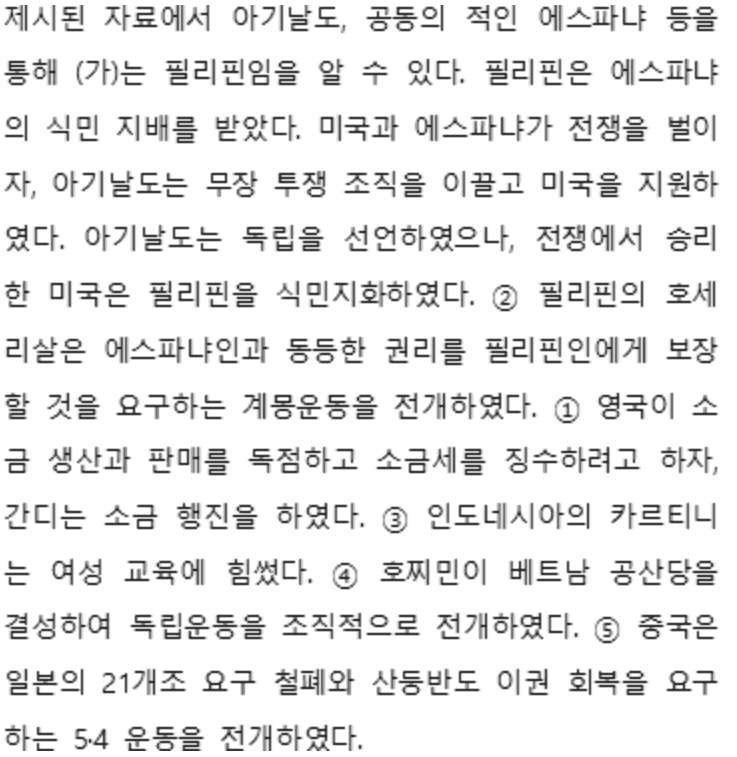 제시된 자료에서 아기날도, 공동의 적인 에스파냐 등을
통해 (가)는 필리핀임을 알 수 있다. 필리핀은 에스파냐
의 식민 지배를 받았다. 미국과 에스파냐가 전쟁을 벌이
자, 아기날도는 무장 투쟁 조직을 이끌고 미국을 지원하
였다. 아기날도는 독립을 선언하였으나, 전쟁에서 승리
한 미국은 필리핀을 식민지화하였다. ② 필리핀의 호세
리살은 에스파냐인과 동등한 권리를 필리핀인에게 보장
할 것을 요구하는 계몽운동을 전개하였다. ① 영국이 소
금 생산과 판매를 독점하고 소금세를 징수하려고 하자,
간디는 소금 행진을 하였다. ③ 인도네시아의 카르티니
는 여성 교육에 힘썼다. ④ 호찌민이 베트남 공산당을
결성하여 독립운동을 조직적으로 전개하였다. ⑤ 중국은
일본의 21개조 요구 철폐와 산둥반도 이권 회복을 요구
하는 5·4 운동을 전개하였다.